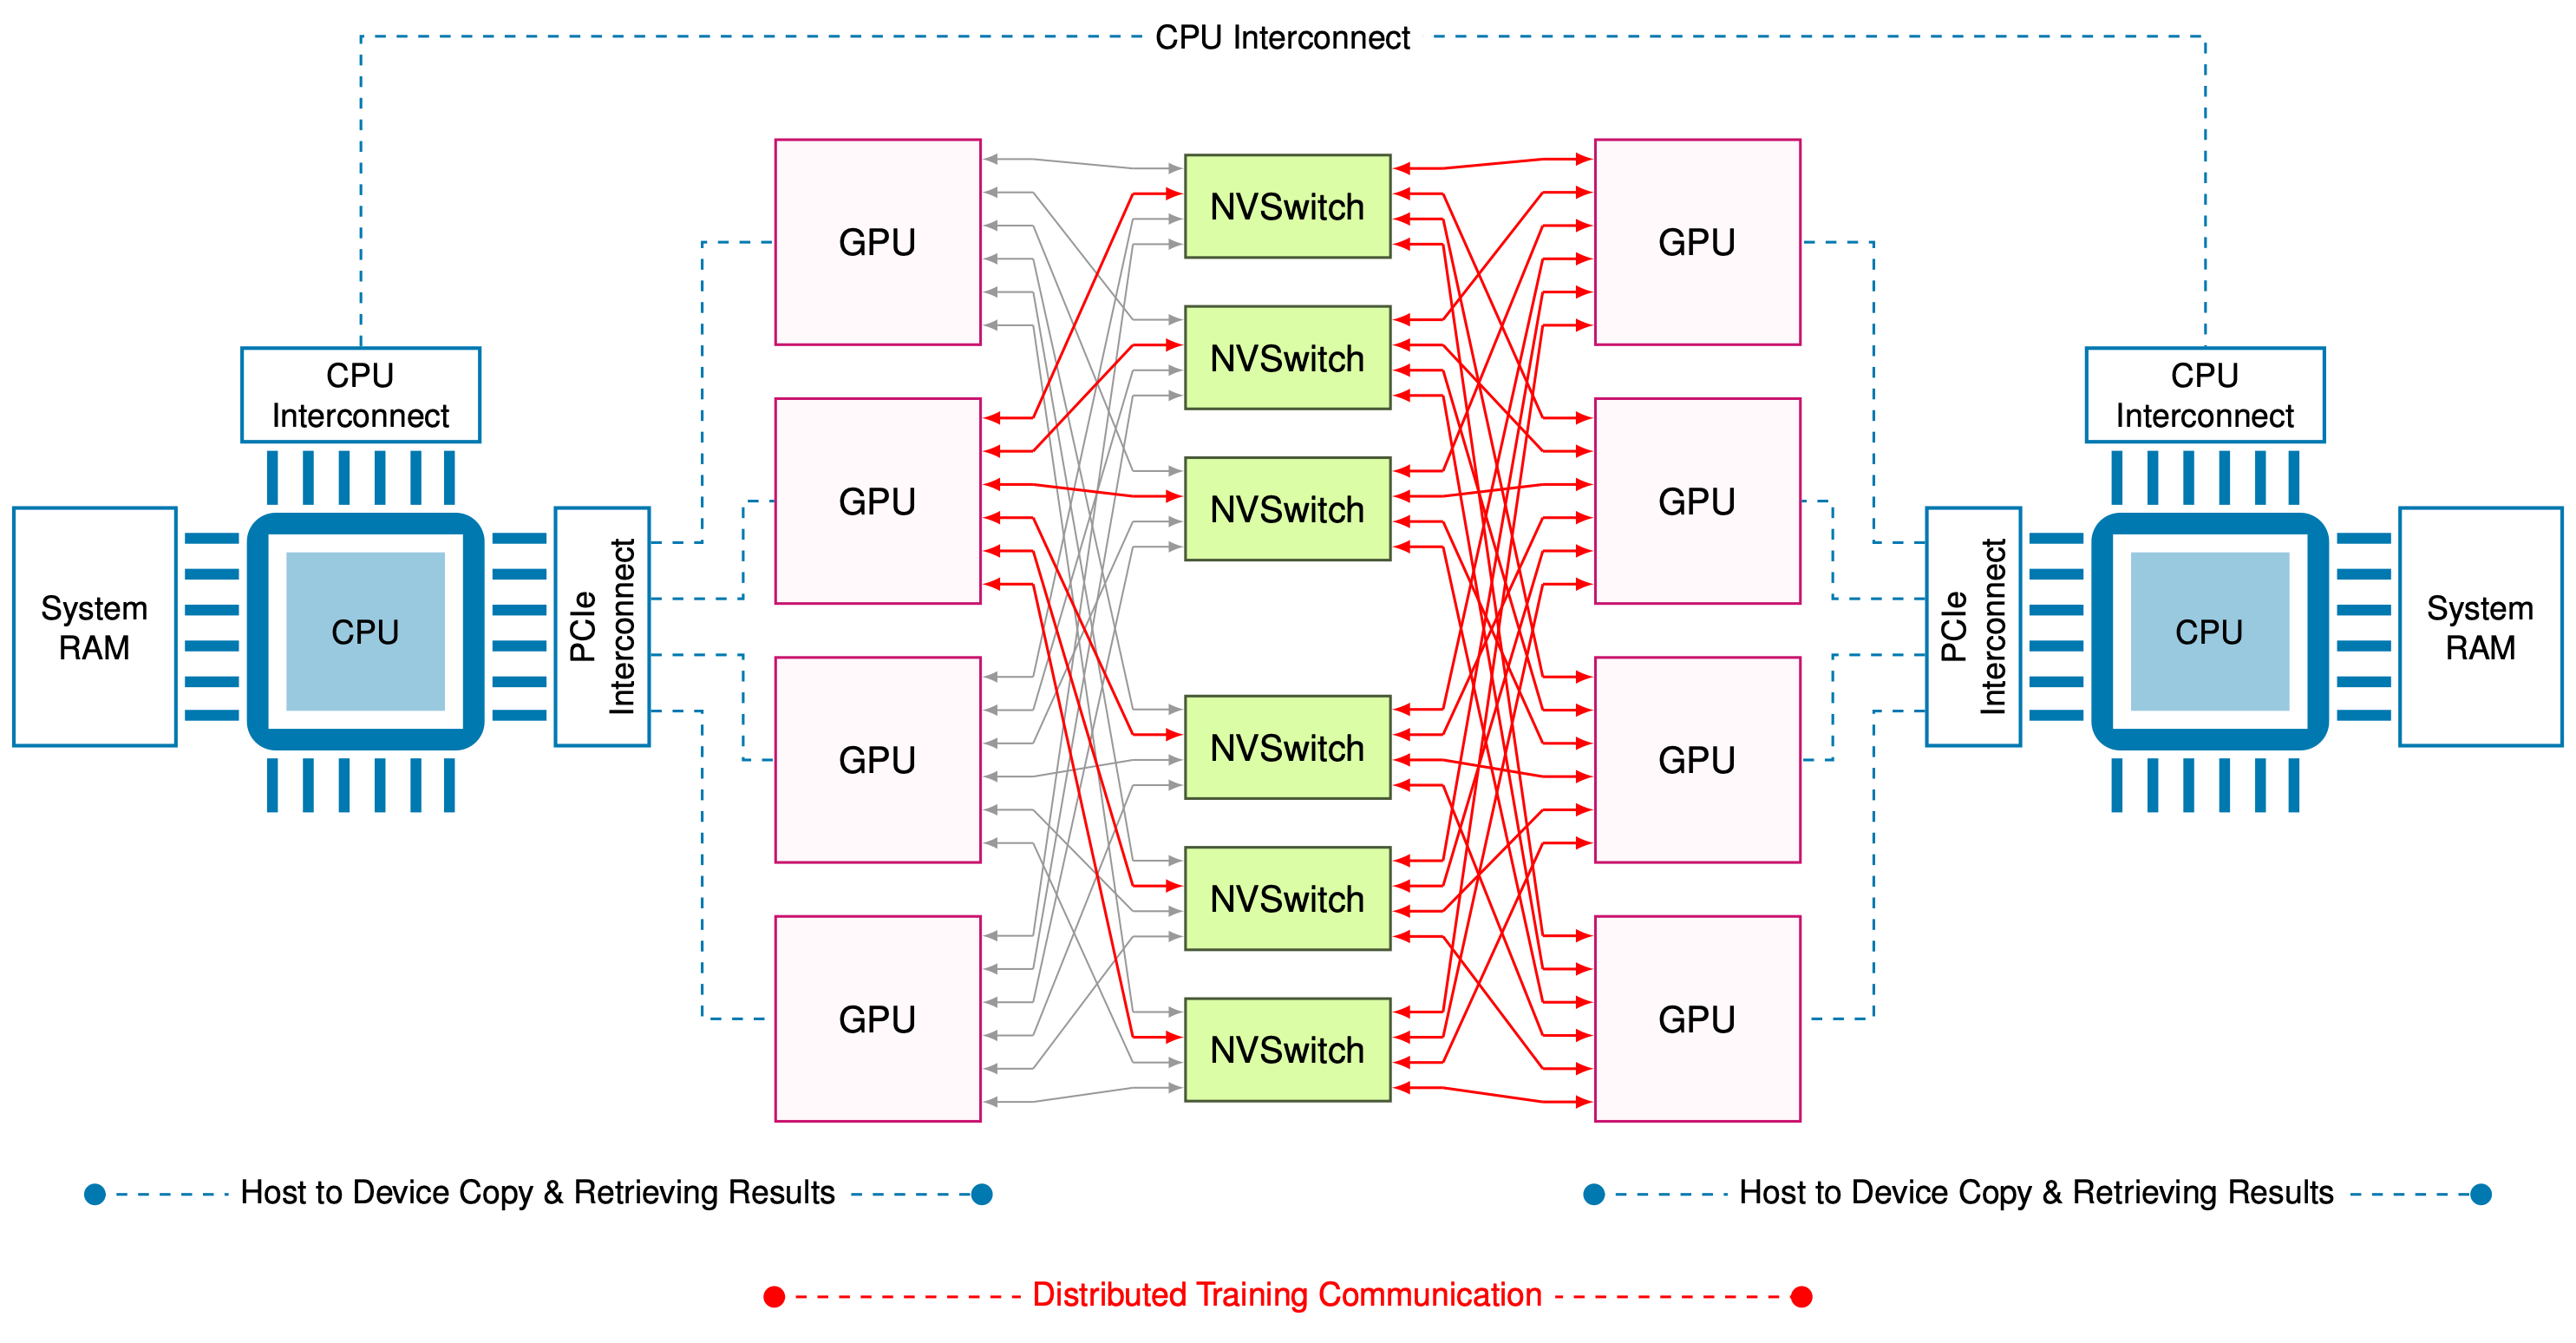 CPU Interconnect
GPU
NVSwitch
GPU
NVSwitch
CPU
Interconnect
CPU
Interconnect
GPU
NVSwitch
GPU
System
RAM
CPU
PCIe
Interconnect
PCIe
Interconnect
CPU
System
RAM
GPU
NVSwitch
GPU
NVSwitch
GPU
NVSwitch
GPU
Host to Device Copy & Retrieving Results
Host to Device Copy & Retrieving Results
Distributed Training Communication